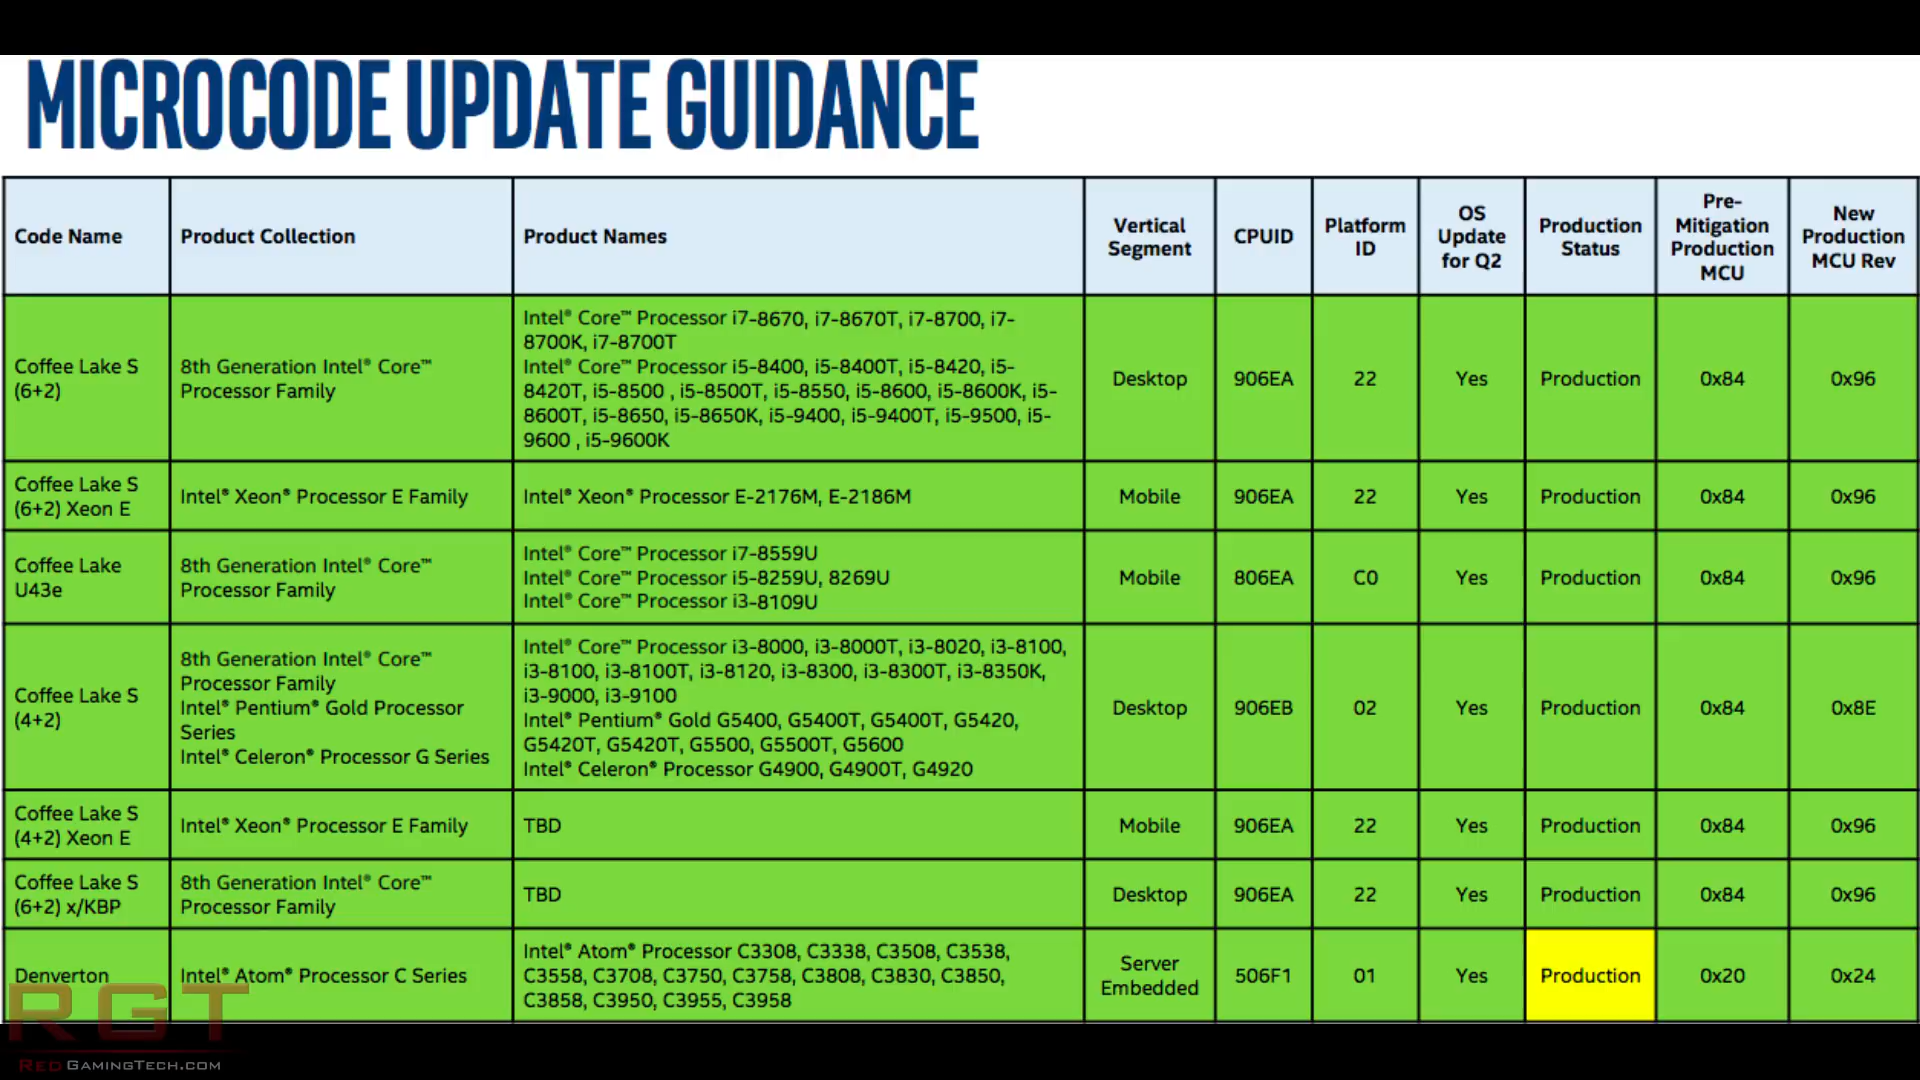 MICROCODE UPDATE GUIDANCE
Code Name
Product Collection
Product Names
Vertical
Segment
CPUID
Platform
ID
OS
Update
for Q2
Production
Status
Pre-
Mitigation
Production
MCU
New
Production
MCU Rev
Coffee Lake S
(6+2)
8th Generation Intel® Core™
Processor Family
Intel® Core™ Processor i7-8670, i7-8670T, i7-8700, i7-
8700K, i7-8700T
Intel® Core™ Processor i5-8400, i5-8400T, i5-8420, i5-
8420T, i5-8500 , i5-8500T, i5-8550, i5-8600, i5-8600K, i5-
8600T, i5-8650, i5-8650K, i5-9400, i5-9400T, i5-9500, i5-
9600 , i5-9600K
Desktop
906EA
22
Yes
Production
0x84
0x96
Coffee Lake S
(6+2) Xeon E
Intel® Xeon® Processor E Family
Intel® Xeon® Processor E-2176M, E-2186M
Mobile
906EA
22
Yes
Production
0x84
0x96
Coffee Lake
U43e
8th Generation Intel® Core™
Processor Family
Intel® Core™ Processor i7-8559U
Intel® Core™ Processor i5-8259U, 8269U
Intel® Core™ Processor i3-8109U
Mobile
806EA
C0
Yes
Production
0x84
0x96
Coffee Lake S
(4+2)
8th Generation Intel® Core™
Processor Family
Intel® Pentium® Gold Processor
Series
Intel® Celeron® Processor G Series
Intel® Core™ Processor i3-8000, i3-8000T, i3-8020, i3-8100,
i3-8100, i3-8100T, i3-8120, i3-8300, i3-8300T, i3-8350K,
i3-9000, i3-9100
Intel® Pentium® Gold G5400, G5400T, G5400T, G5420,
G5420T, G5420T, G5500, G5500T, G5600
Intel® Celeron® Processor G4900, G4900T, G4920
Desktop
906EB
02
Yes
Production
0x84
0x8E
Coffee Lake S
(4+2) Xeon E
Intel® Xeon® Processor E Family
TBD
Mobile
906EA
22
Yes
Production
0x84
0x96
Coffee Lake S
(6+2) x/KBP
8th Generation Intel® Core™
Processor Family
TBD
Desktop
906EA
22
Yes
Production
0x84
0x96
Denverton
Intel® Atom® Processor C Series
Intel® Atom® Processor C3308, C3338, C3508, C3538,
C3558, C3708, C3750, C3758, C3808, C3830, C3850,
C3858, C3950, C3955, C3958
Server
Embedded
506F1
01
Yes
Production
0x20
0x24
RGT
REDGAMINGTECH.COM